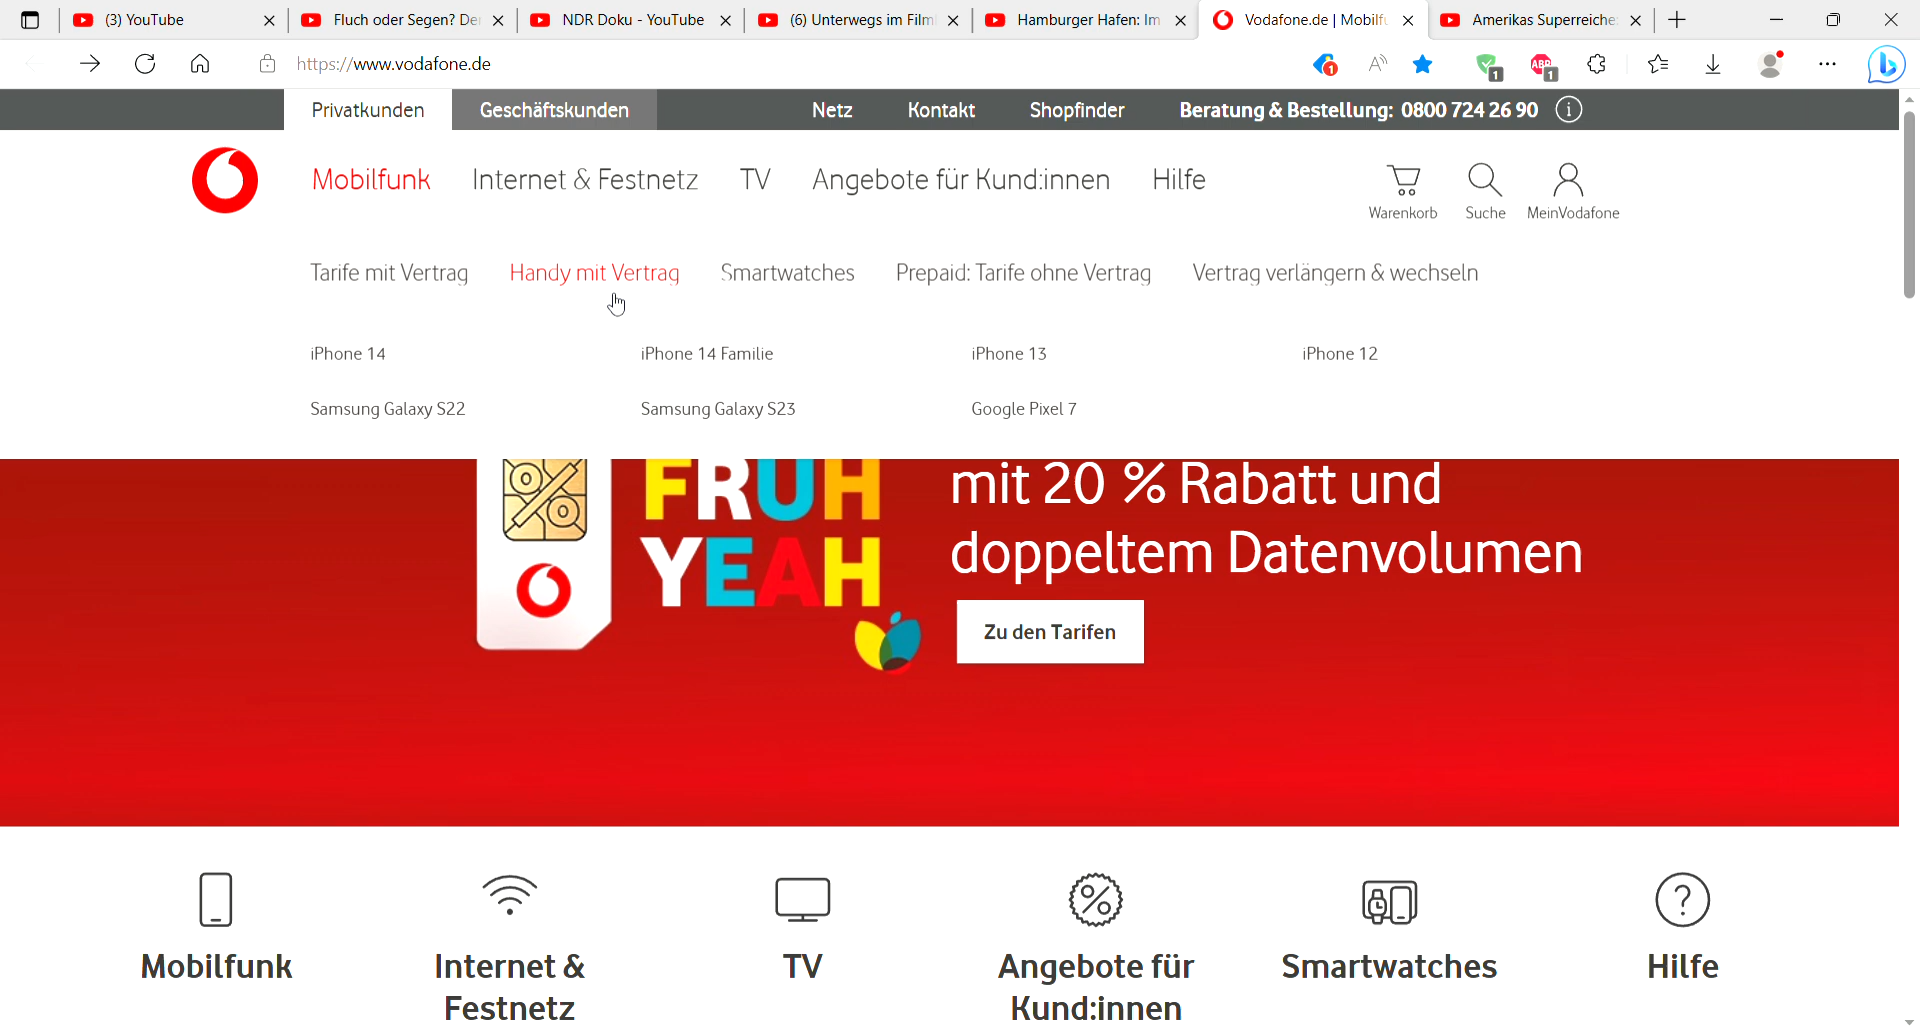 (3) YouTube
Fluch oder Segen? De
NDR Doku - YouTube
(6) Unterwegs im Film
Hamburger Hafen: Im
Vodafone.de | Mobilfu
Amerikas Superreiche:
https://www.vodafone.de
1
A
1
ABP
1
b
Privatkunden
Geschäftskunden
Netz
Kontakt
Shopfinder
Beratung & Bestellung: 0800 724 26 90
i
Mobilfunk
Internet & Festnetz
TV
Angebote für Kund:innen
Hilfe
Warenkorb
Suche
MeinVodafone
Tarife mit Vertrag
Handy mit Vertrag
Smartwatches
Prepaid: Tarife ohne Vertrag
Vertrag verlängern & wechseln
iPhone 14
iPhone 14 Familie
iPhone 13
iPhone 12
Samsung Galaxy S22
Samsung Galaxy S23
Google Pixel 7
FRÜH
YEAH
mit 20 % Rabatt und
doppeltem Datenvolumen
Zu den Tarifen
Mobilfunk
Internet &
Festnetz
TV
Angebote für
Kund:innen
Smartwatches
Hilfe